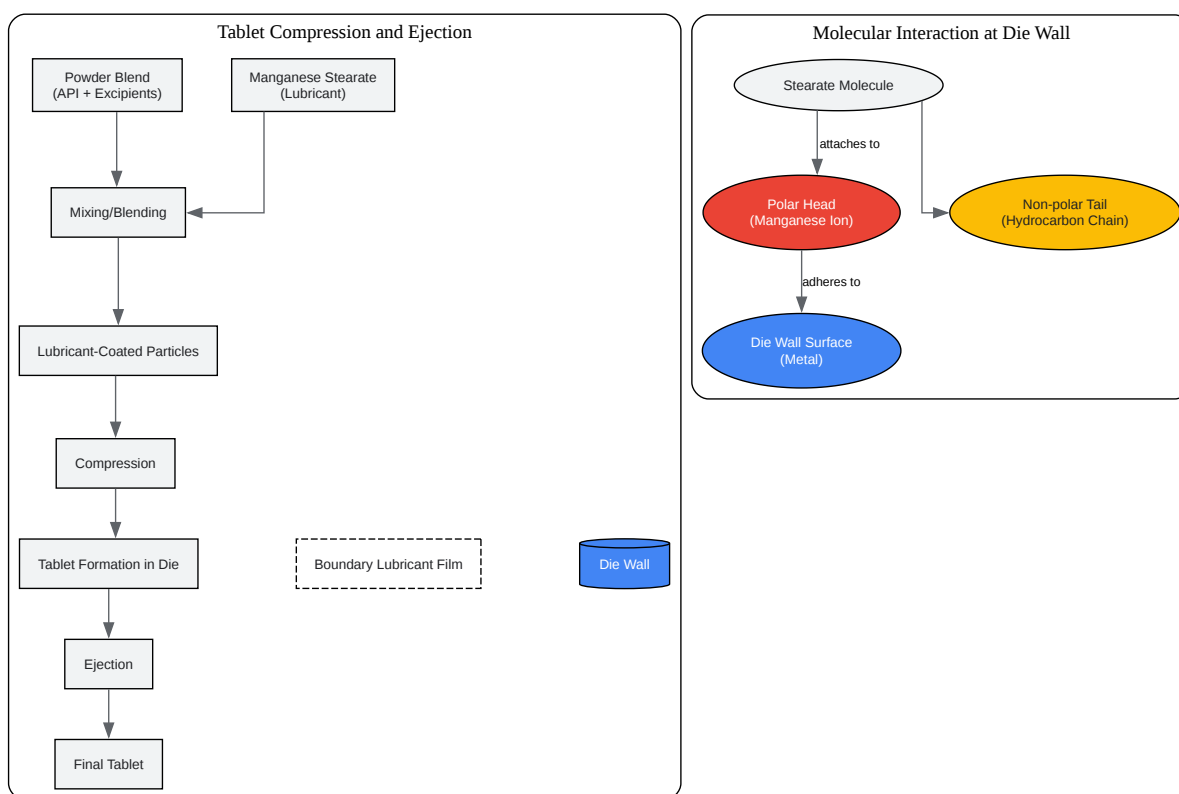 Tablet Compression and Ejection
Powder Blend
(API + Excipients)
Manganese Stearate
(Lubricant)
Mixing/Blending
Lubricant-Coated Particles
Compression
Tablet Formation in Die
Boundary Lubricant Film
Die Wall
Ejection
Final Tablet
Molecular Interaction at Die Wall
Stearate Molecule
attaches to
Polar Head
(Manganese Ion)
Non-polar Tail
(Hydrocarbon Chain)
adheres to
Die Wall Surface
(Metal)